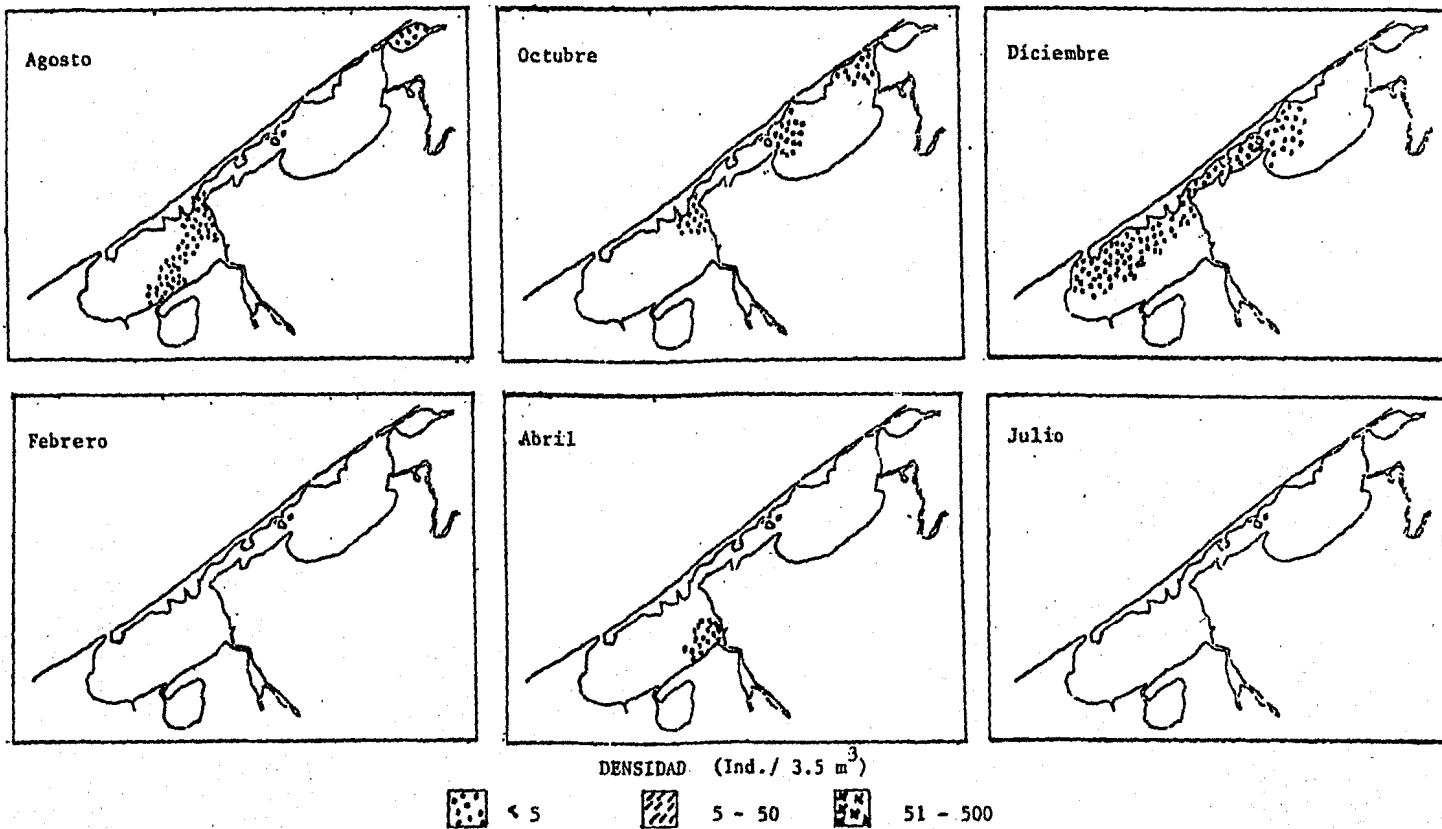 Agosto
Octubre
Diciembre
Febrero
Abril
Julio
DENSIDAD (Ind./ 3.5 m³)
< 5
5 - 50
51 - 500